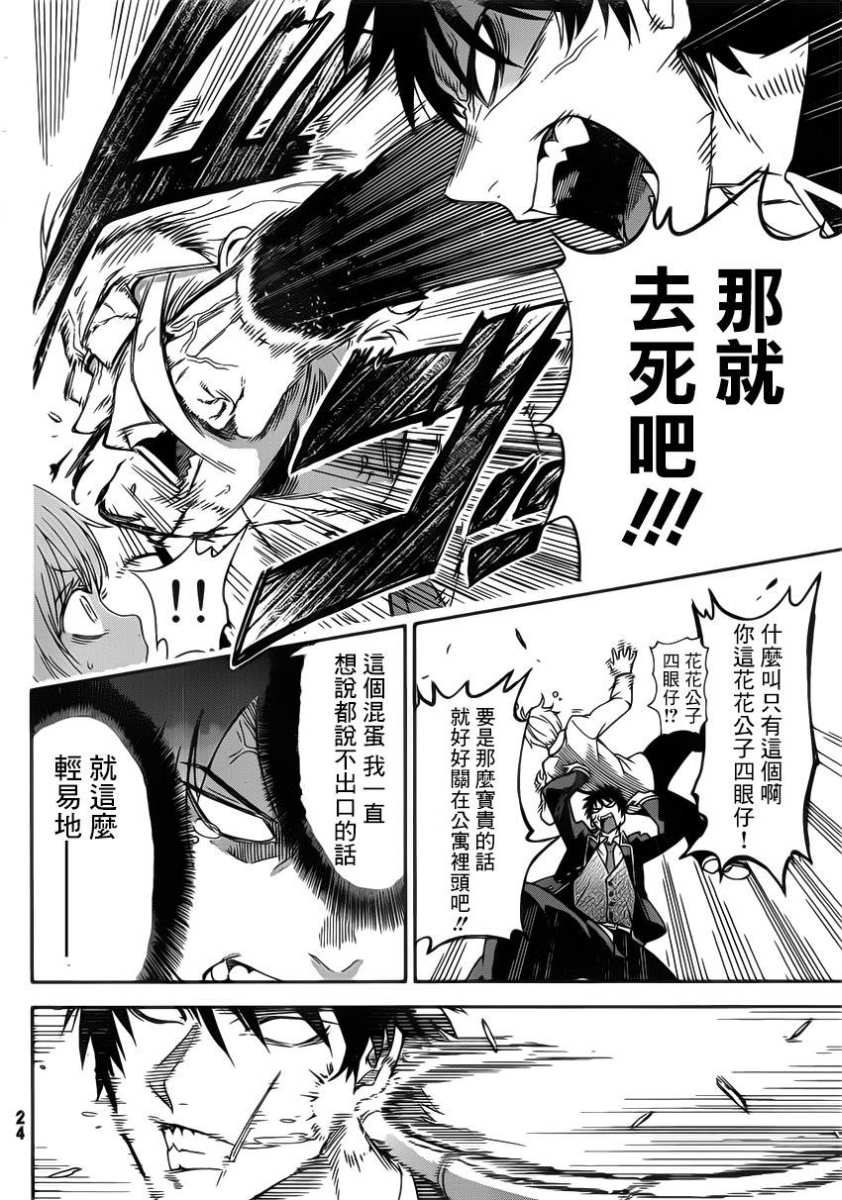 那就
去死吧!!!
!!
什麼叫只有這個啊
你這花花公子四眼仔!
花花公子
四眼仔!?
要是那麼寶貴的話
就好好關在公寓裡頭吧!!
這個混蛋 我一直
想說都說不出口的話
就這麼
輕易地——
24